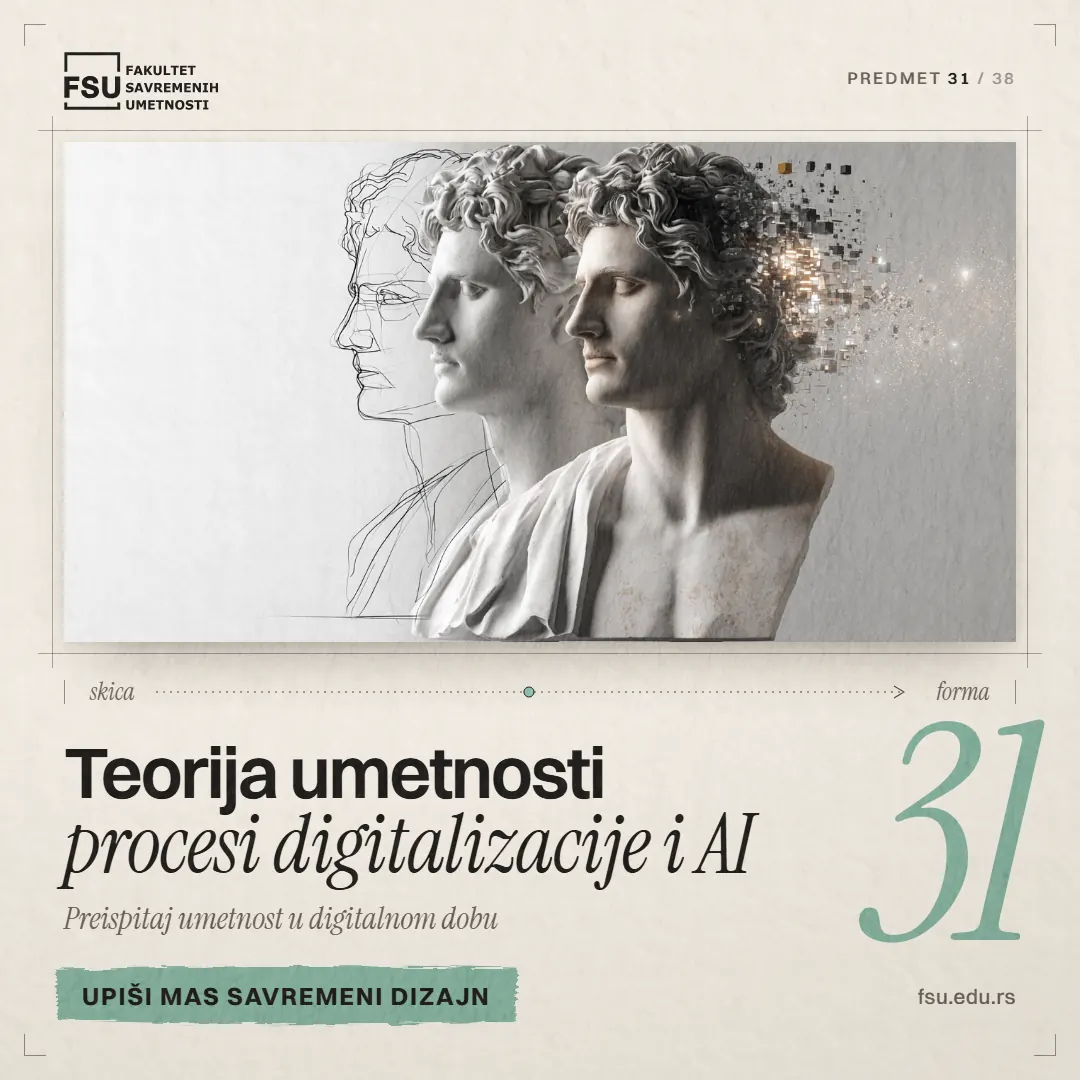 FSU FAKULTET
SAVREMENIH
UMETNOSTI
PREDMET 31 / 38
skica
forma
Teorija umetnosti
procesi digitalizacije i AI
31
Preispitaj umetnost u digitalnom dobu
UPIŠI MAS SAVREMENI DIZAJN
fsu.edu.rs